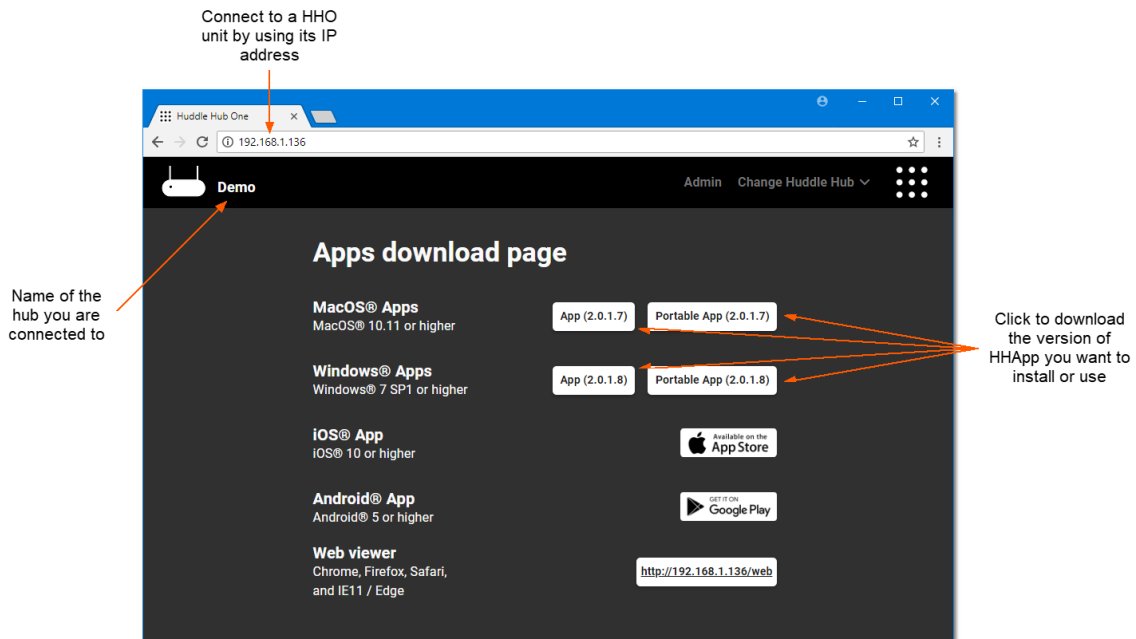 Connect to a HHO
unit by using its IP
address
Huddle Hub One
192.168.1.136
Demo
Admin
Change Huddle Hub
Apps download page
Name of the
hub you are
connected to
MacOS® Apps
MacOS® 10.11 or higher
App (2.0.1.7)
Portable App (2.0.1.7)
Click to download
the version of
HHApp you want to
install or use
Windows® Apps
Windows® 7 SP1 or higher
App (2.0.1.8)
Portable App (2.0.1.8)
iOS® App
iOS® 10 or higher
Available on the
App Store
Android® App
Android® 5 or higher
GET IT ON
Google Play
Web viewer
Chrome, Firefox, Safari,
and IE11 / Edge
http://192.168.1.136/web